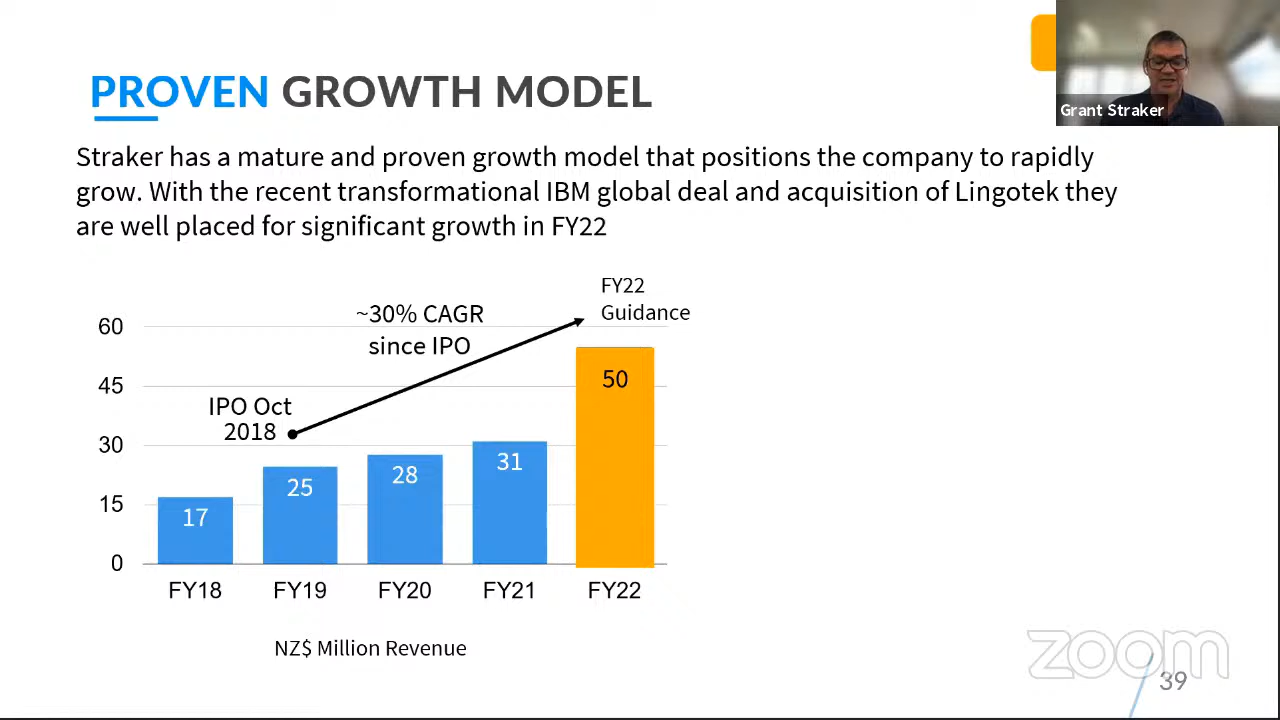 PROVEN GROWTH MODEL
Grant Straker
Straker has a mature and proven growth model that positions the company to rapidly
grow. With the recent transformational IBM global deal and acquisition of Lingotek they
are well placed for significant growth in FY22
FY22
Guidance
~30% CAGR
since IPO
IPO Oct
2018
60
45
30
15
0
17
25
28
31
50
FY18
FY19
FY20
FY21
FY22
NZ$ Million Revenue
zoom
39